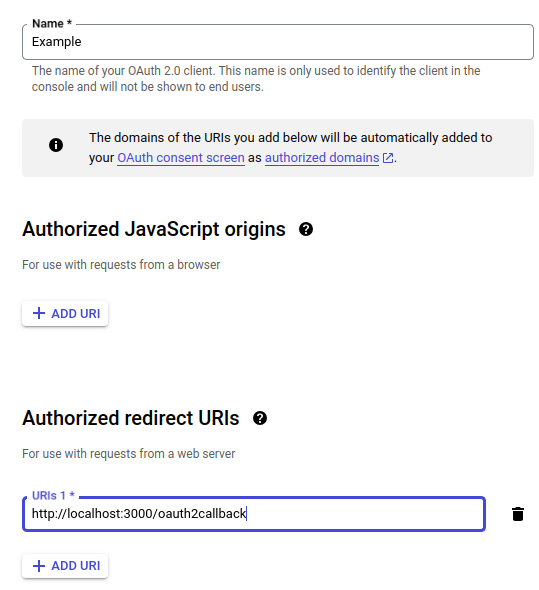 Name *
Example
The name of your OAuth 2.0 client. This name is only used to identify the client in the
console and will not be shown to end users.
The domains of the URIs you add below will be automatically added to
your OAuth consent screen as authorized domains.
Authorized JavaScript origins
For use with requests from a browser
ADD URI
Authorized redirect URIs
For use with requests from a web server
URIs 1 *
http://localhost:3000/oauth2callback
ADD URI